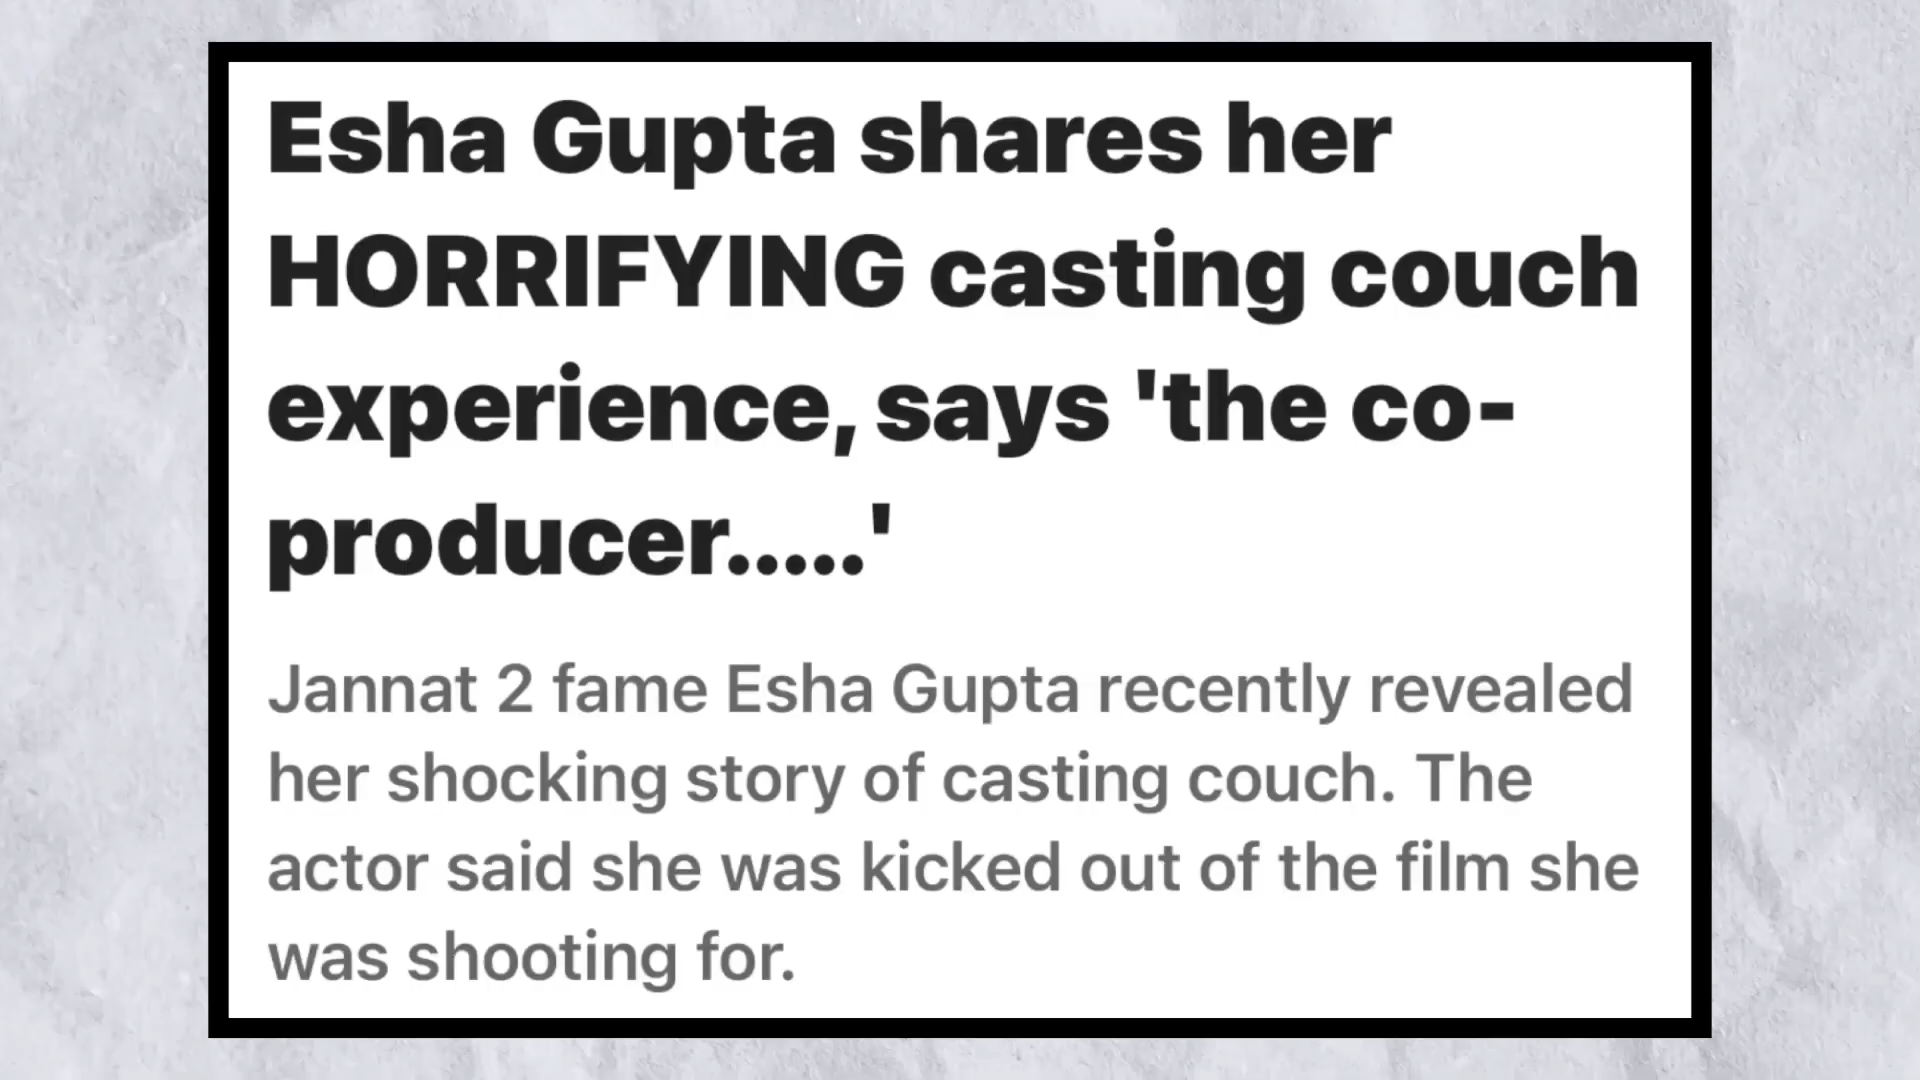 Esha Gupta shares her
HORRIFYING casting couch
experience, says 'the co-
producer.....'
Jannat 2 fame Esha Gupta recently revealed
her shocking story of casting couch. The
actor said she was kicked out of the film she
was shooting for.